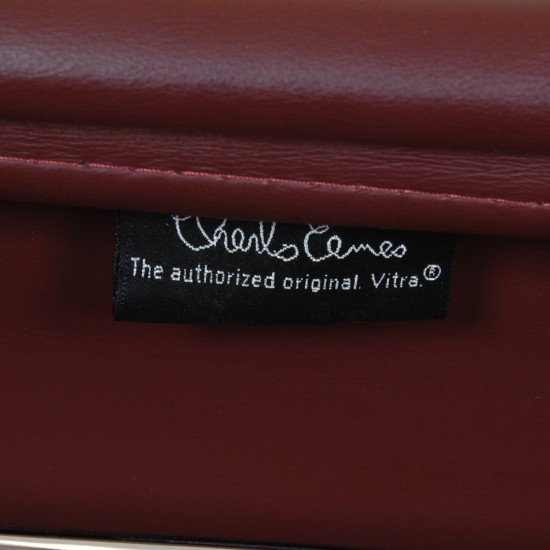 Charles Eames
The authorized original. Vitra.®